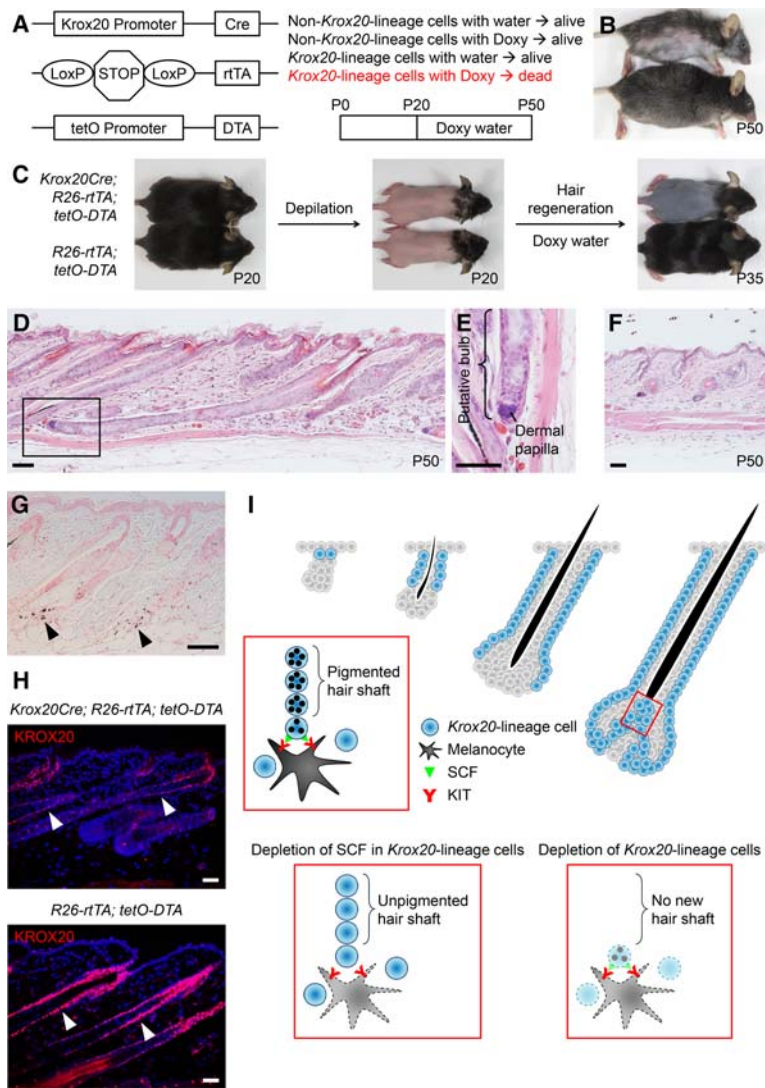 A
Krox20 Promoter
Cre
LoxP
STOP
LoxP
rtTA
tetO Promoter
DTA
Non-Krox20-lineage cells with water → alive
Non-Krox20-lineage cells with Doxy → alive
Krox20-lineage cells with water → alive
Krox20-lineage cells with Doxy → dead
P0 P20 P50
Doxy water
B
P50
C
Krox20Cre;
R26-rtTA;
tetO-DTA
R26-rtTA;
tetO-DTA
P20
Depilation
P20
Hair
regeneration
Doxy water
P35
D
P50
E
Putative bulb
Dermal
papilla
F
P50
G
H
Krox20Cre; R26-rtTA; tetO-DTA
KROX20
R26-rtTA; tetO-DTA
KROX20
I
Pigmented
hair shaft
Krox20-lineage cell
Melanocyte
SCF
KIT
Depletion of SCF in Krox20-lineage cells
Unpigmented
hair shaft
Depletion of Krox20-lineage cells
No new
hair shaft